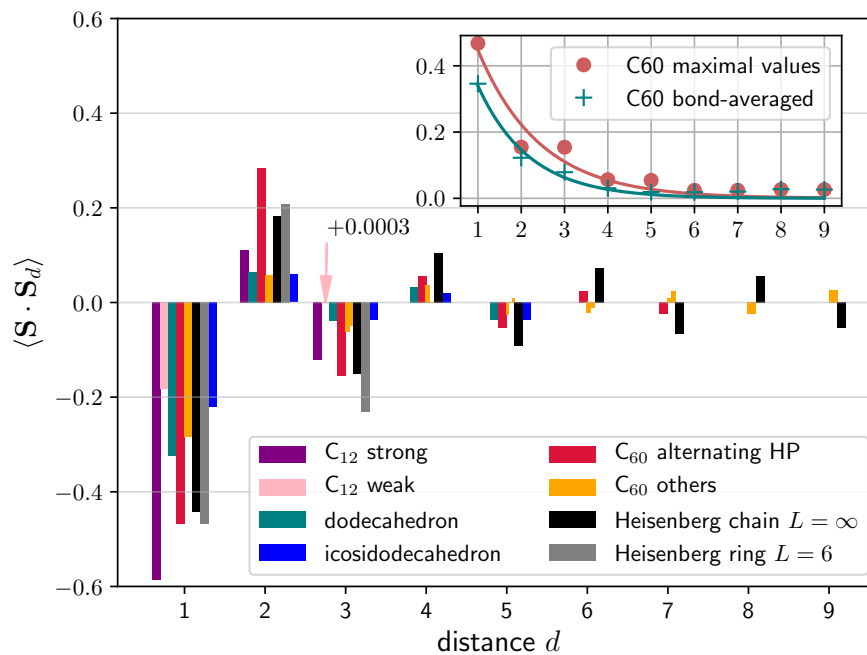 0.6
0.4
0.2
0.0
−0.2
−0.4
−0.6
⟨S · S_d⟩
+0.0003
0.4
0.2
0.0
1 2 3 4 5 6 7 8 9
C60 maximal values
C60 bond-averaged
C₁₂ strong
C₁₂ weak
dodecahedron
icosidodecahedron
C₆₀ alternating HP
C₆₀ others
Heisenberg chain L = ∞
Heisenberg ring L = 6
1 2 3 4 5 6 7 8 9
distance d